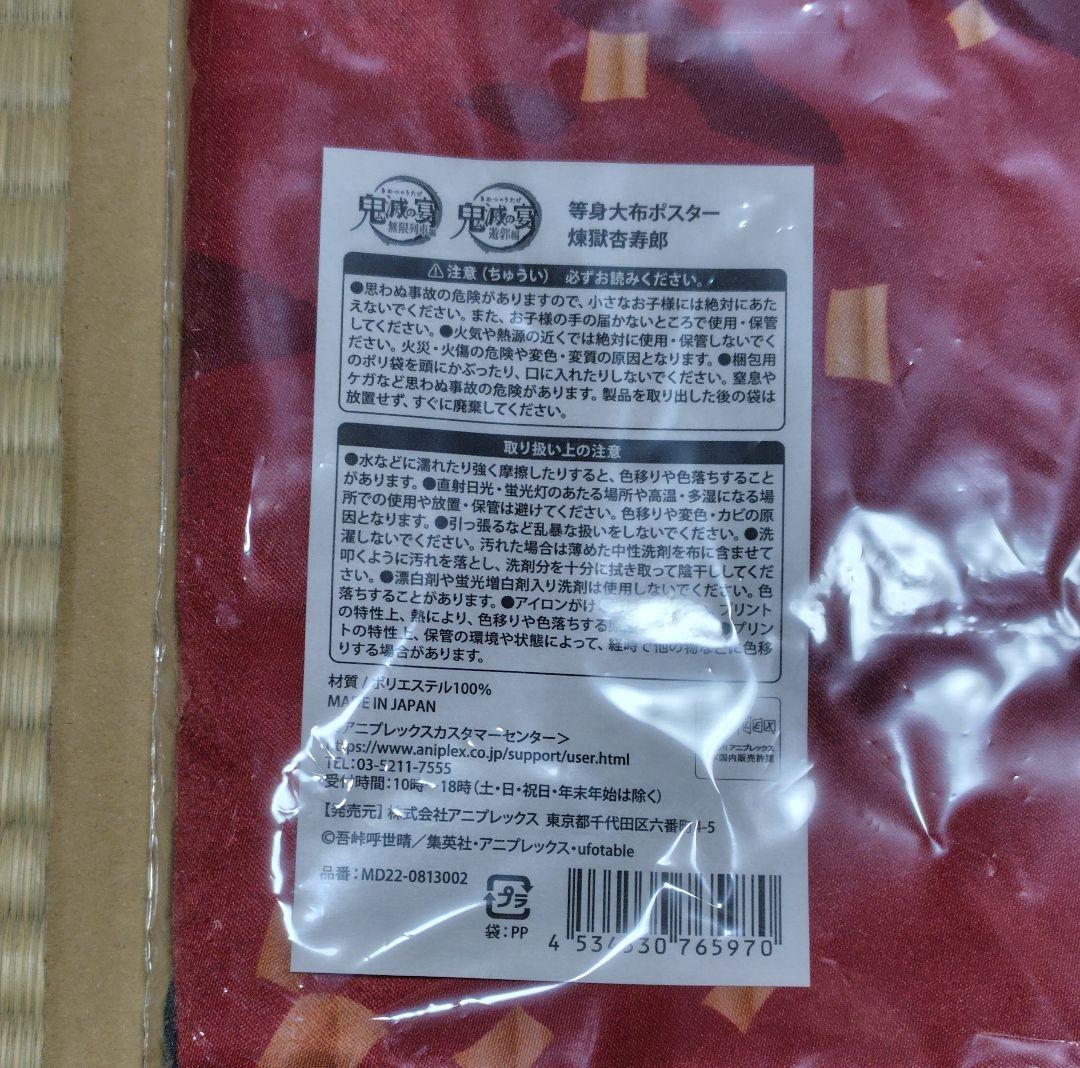 きめつのうたげ
鬼滅の宴
無限列車編
きめつのうたげ
鬼滅の宴
遊郭編
等身大布ポスター
煉獄杏寿郎
⚠注意（ちゅうい） 必ずお読みください。
●思わぬ事故の危険がありますので、小さなお子様には絶対にあた
えないでください。また、お子様の手の届かないところで使用・保管
してください。●火気や熱源の近くでは絶対に使用・保管しないでく
ださい。火災・火傷の危険や変色・変質の原因となります。●梱包用
のポリ袋を頭にかぶったり、口に入れたりしないでください。窒息や
ケガなど思わぬ事故の危険があります。製品を取り出した後の袋は
放置せず、すぐに廃棄してください。
取り扱い上の注意
●水などに濡れたり強く摩擦したりすると、色移りや色落ちすること
があります。●直射日光・蛍光灯のあたる場所や高温・多湿になる場
所での使用や放置・保管は避けてください。色移りや変色・カビの原
因となります。●引っ張るなど乱暴な扱いをしないでください。●洗
濯しないでください。汚れた場合は薄めた中性洗剤を布に含ませて
叩くように汚れを落とし、洗剤分を十分に拭き取って陰干ししてくだ
さい。●漂白剤や蛍光増白剤入り洗剤は使用しないでください。色
落ちすることがあります。●アイロンがけ プリント
の特性上、熱により、色移りや色落ちする ●プリン
トの特性上、保管の環境や状態によって、経時で他の物などに色移
りする場合があります。
材質/ポリエステル100%
MADE IN JAPAN
＜アニプレックスカスタマーセンター＞
https://www.aniplex.co.jp/support/user.html
TEL：03-5211-7555
受付時間：10時～18時（土・日・祝日・年末年始は除く）
LEX
アニプレックス
国内販売許諾
【発売元】株式会社アニプレックス 東京都千代田区六番町4-5
©吾峠呼世晴／集英社・アニプレックス・ufotable
品番：MD22-0813002
プラ
袋：PP
4 534530 765970